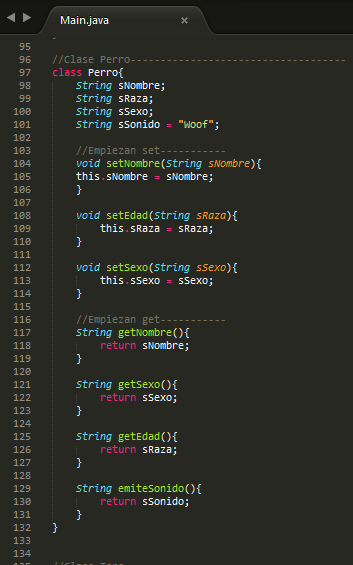 Main.java ×
95
96 //Clase Perro------------------------------------
97 class Perro{
98 String sNombre;
99 String sRaza;
100 String sSexo;
101 String sSonido = "Woof";
102
103 //Empiezan set-----------
104 void setNombre(String sNombre){
105 this.sNombre = sNombre;
106 }
107
108 void setEdad(String sRaza){
109 this.sRaza = sRaza;
110 }
111
112 void setSexo(String sSexo){
113 this.sSexo = sSexo;
114 }
115
116 //Empiezan get-----------
117 String getNombre(){
118 return sNombre;
119 }
120
121 String getSexo(){
122 return sSexo;
123 }
124
125 String getEdad(){
126 return sRaza;
127 }
128
129 String emiteSonido(){
130 return sSonido;
131 }
132 }
133
134